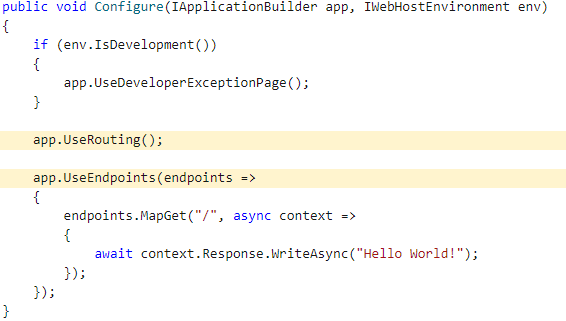 public void Configure(IApplicationBuilder app, IWebHostEnvironment env)
{
    if (env.IsDevelopment())
    {
        app.UseDeveloperExceptionPage();
    }

    app.UseRouting();

    app.UseEndpoints(endpoints =>
    {
        endpoints.MapGet("/", async context =>
        {
            await context.Response.WriteAsync("Hello World!");
        });
    });
}